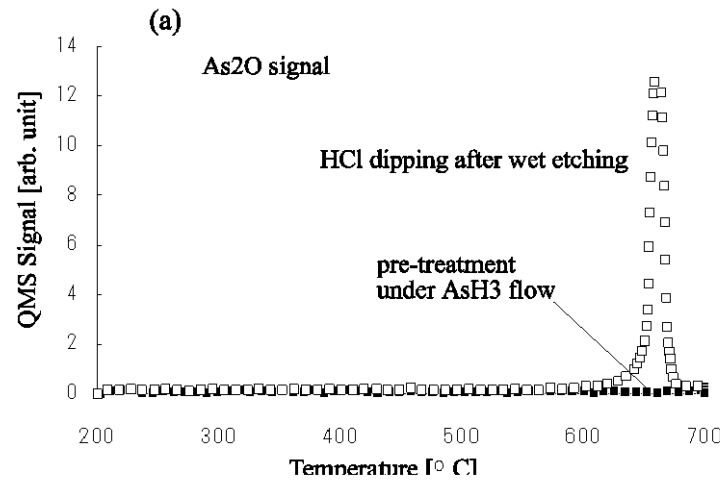 (a)
As2O signal
HCl dipping after wet etching
pre-treatment
under AsH3 flow
QMS Signal [arb. unit]
14
12
10
8
6
4
2
0
200 300 400 500 600 700
Temperature [° C]